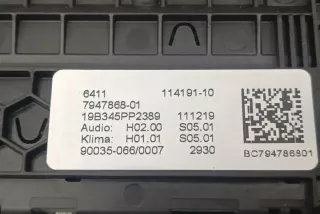 6411 114191-10
7947868-01
19B345PP2389 111219
Audio: H02.00 S05.01
Klima: H01.01 S05.01
90035-066/0007 2930
BC794786801